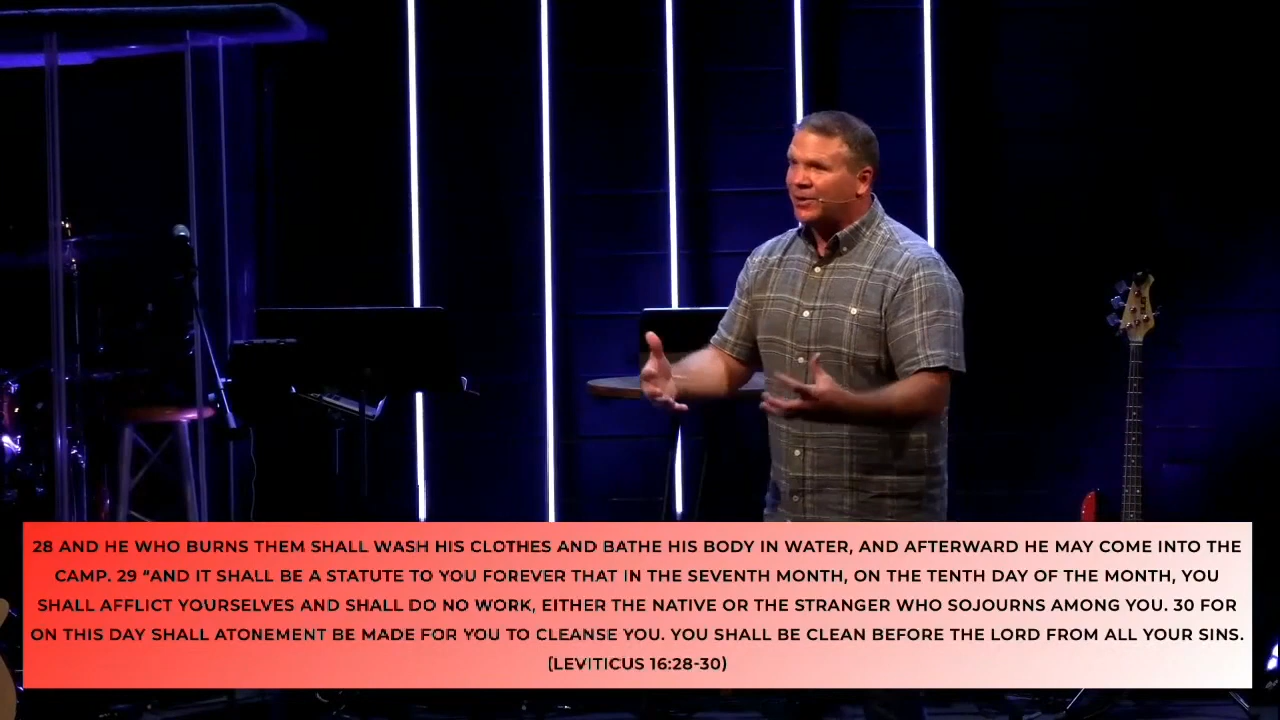 28 AND HE WHO BURNS THEM SHALL WASH HIS CLOTHES AND BATHE HIS BODY IN WATER, AND AFTERWARD HE MAY COME INTO THE
CAMP. 29 “AND IT SHALL BE A STATUTE TO YOU FOREVER THAT IN THE SEVENTH MONTH, ON THE TENTH DAY OF THE MONTH, YOU
SHALL AFFLICT YOURSELVES AND SHALL DO NO WORK, EITHER THE NATIVE OR THE STRANGER WHO SOJOURNS AMONG YOU. 30 FOR
ON THIS DAY SHALL ATONEMENT BE MADE FOR YOU TO CLEANSE YOU. YOU SHALL BE CLEAN BEFORE THE LORD FROM ALL YOUR SINS.
(LEVITICUS 16:28-30)